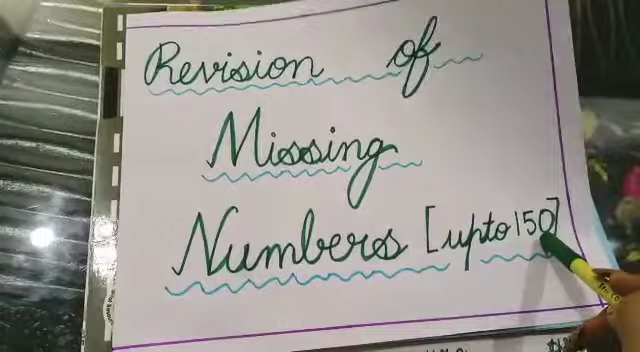 Revision of
Missing
Numbers [upto 150]